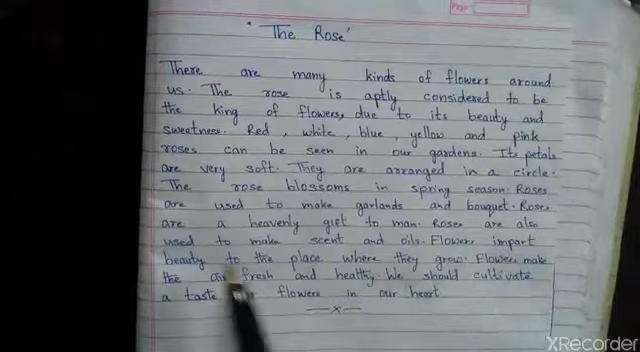 Page:
"The Rose"
There are many kinds of flowers around
us. The rose is aptly considered to be
the king of flowers, due to its beauty and
sweetness. Red, white, blue, yellow and pink
roses can be seen in our gardens. Its petals
are very soft. They are arranged in a circle.
The rose blossoms in spring season. Roses
are used to make garlands and bouquet. Roses
are a heavenly giet to man. Roses are also
used to make scent and oils. Flowers impart
beauty to the place where they grow. Flowers make
the air fresh and healthy. We should cultivate
a taste flowers in our heart
—x—
XRecorder